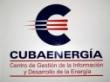 CUBAENERGÍA
Centro de Gestión de la Información
y Desarrollo de la Energía